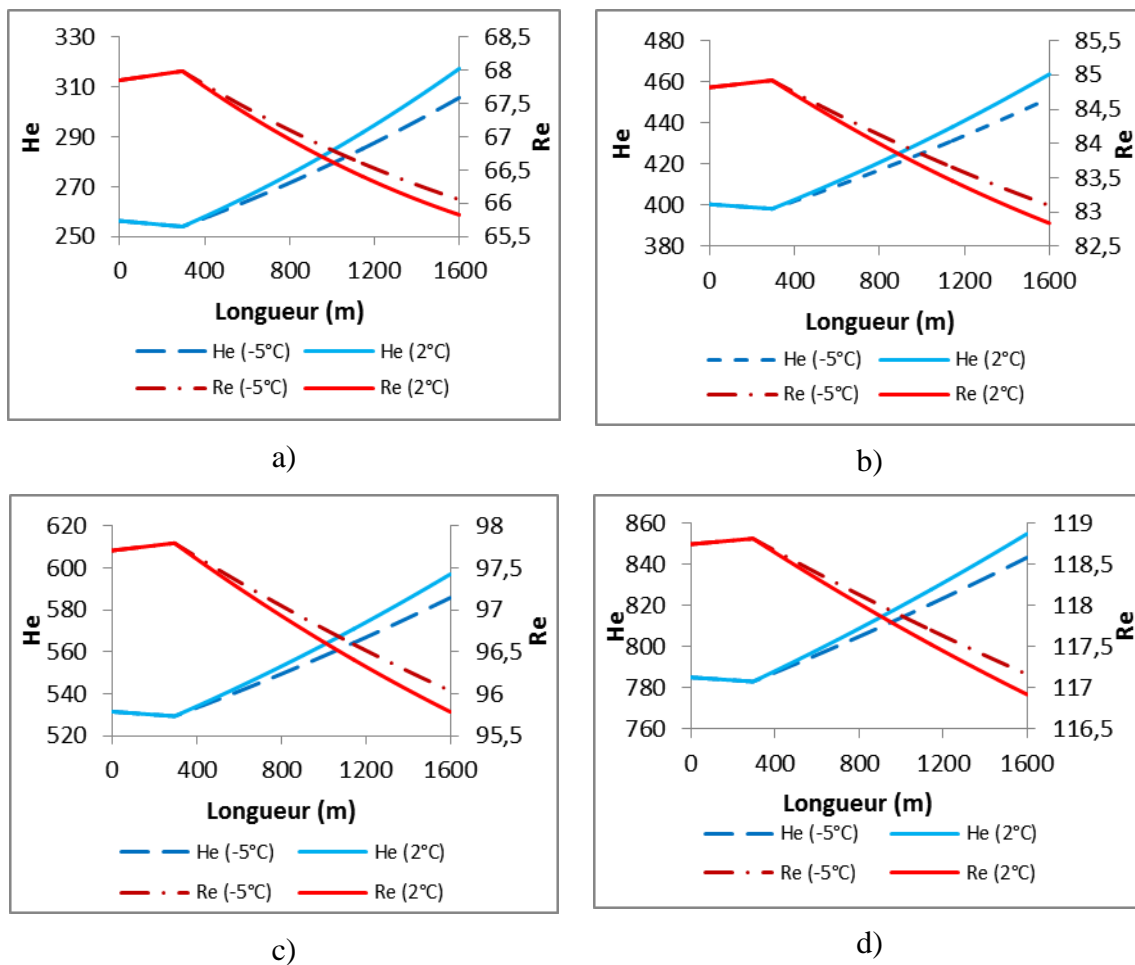 330
310
290
270
250
He
68,5
68
67,5
67
66,5
66
65,5
Re
0 400 800 1200 1600
Longueur (m)
He (-5°C) He (2°C)
Re (-5°C) Re (2°C)
a)
480
460
440
420
400
380
He
85,5
85
84,5
84
83,5
83
82,5
Re
0 400 800 1200 1600
Longueur (m)
He (-5°C) He (2°C)
Re (-5°C) Re (2°C)
b)
620
600
580
560
540
520
He
98
97,5
97
96,5
96
95,5
Re
0 400 800 1200 1600
Longueur (m)
He (-5°C) He (2°C)
Re (-5°C) Re (2°C)
c)
860
840
820
800
780
760
He
119
118,5
118
117,5
117
116,5
Re
0 400 800 1200 1600
Longueur (m)
He (-5°C) He (2°C)
Re (-5°C) Re (2°C)
d)